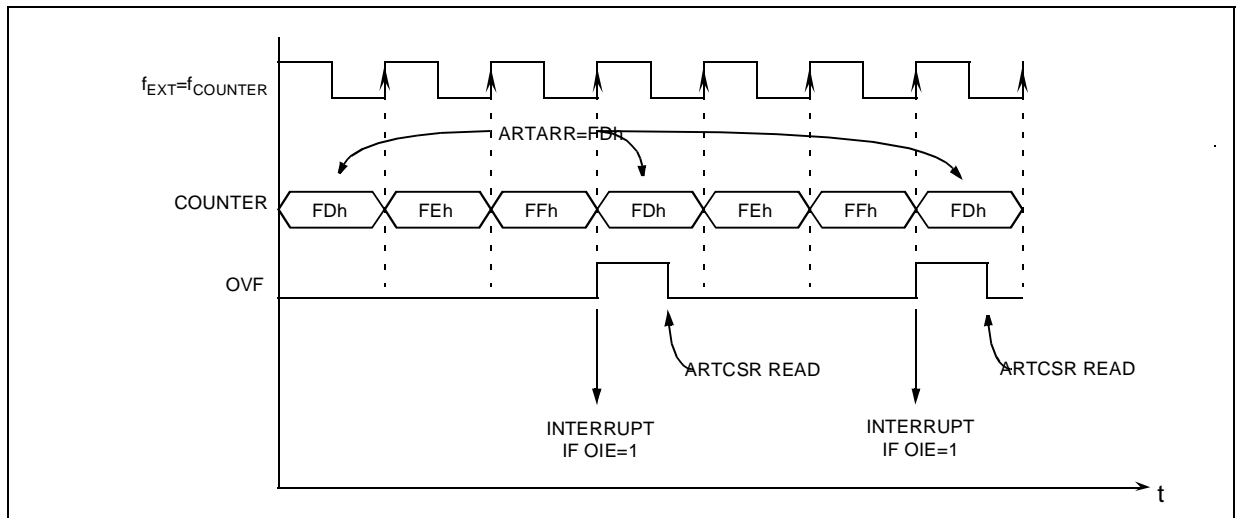 fEXT=fCOUNTER
ARTARR=FDh
COUNTER
FDh FEh FFh FDh FEh FFh FDh
OVF
ARTCSR READ ARTCSR READ
INTERRUPT INTERRUPT
IF OIE=1 IF OIE=1
t